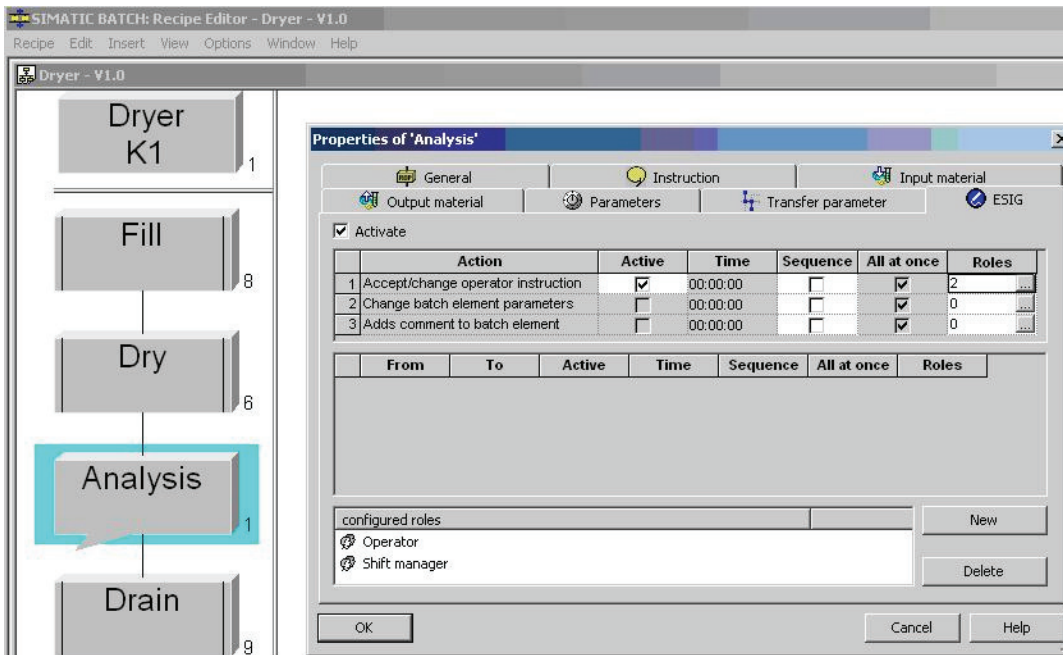 SIMATIC BATCH: Recipe Editor - Dryer - V1.0
Recipe Edit Insert View Options Window Help
Dryer - V1.0
Dryer
K1
1
Fill
8
Dry
6
Analysis
1
Drain
9
Properties of 'Analysis'
General Instruction Input material
Output material Parameters Transfer parameter ESIG
Activate
Action Active Time Sequence All at once Roles
1 Accept/change operator instruction 00:00:00 2 ...
2 Change batch element parameters 00:00:00 0 ...
3 Adds comment to batch element 00:00:00 0 ...
From To Active Time Sequence All at once Roles
configured roles
Operator
Shift manager
New
Delete
OK Cancel Help